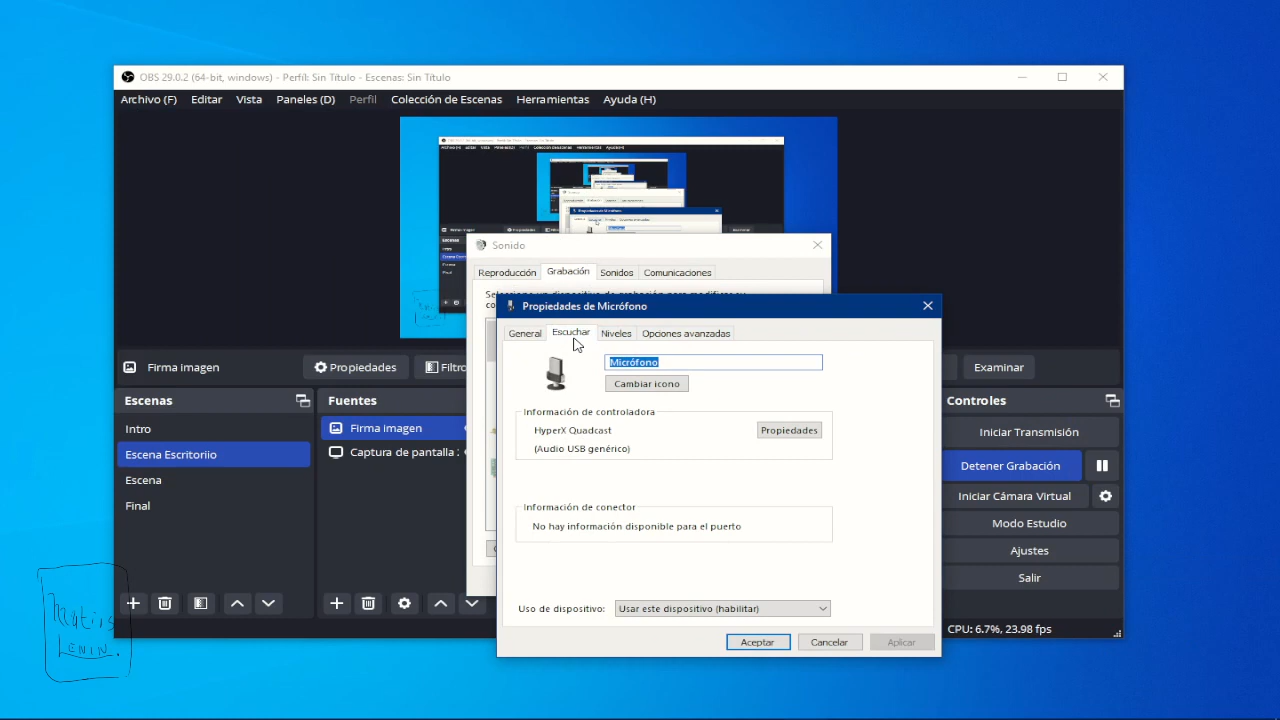 OBS 29.0.2 (64-bit, windows) - Perfil: Sin Título - Escenas: Sin Título
Archivo (F) Editar Vista Paneles (D) Perfil Colección de Escenas Herramientas Ayuda (H)
Sonido
Reproducción Grabación Sonidos Comunicaciones
Propiedades de Micrófono
General Escuchar Niveles Opciones avanzadas
Micrófono
Cambiar icono
Información de controladora
HyperX Quadcast
(Audio USB genérico)
Propiedades
Información de conector
No hay información disponible para el puerto
Uso de dispositivo: Usar este dispositivo (habilitar)
Aceptar Cancelar Aplicar
Firma imagen Propiedades Filtro Examinar
Escenas
Intro
Escena Escritoriio
Escena
Final
Fuentes
Firma imagen
Captura de pantalla
Controles
Iniciar Transmisión
Detener Grabación
Iniciar Cámara Virtual
Modo Estudio
Ajustes
Salir
CPU: 6.7%, 23.98 fps
LENIN.